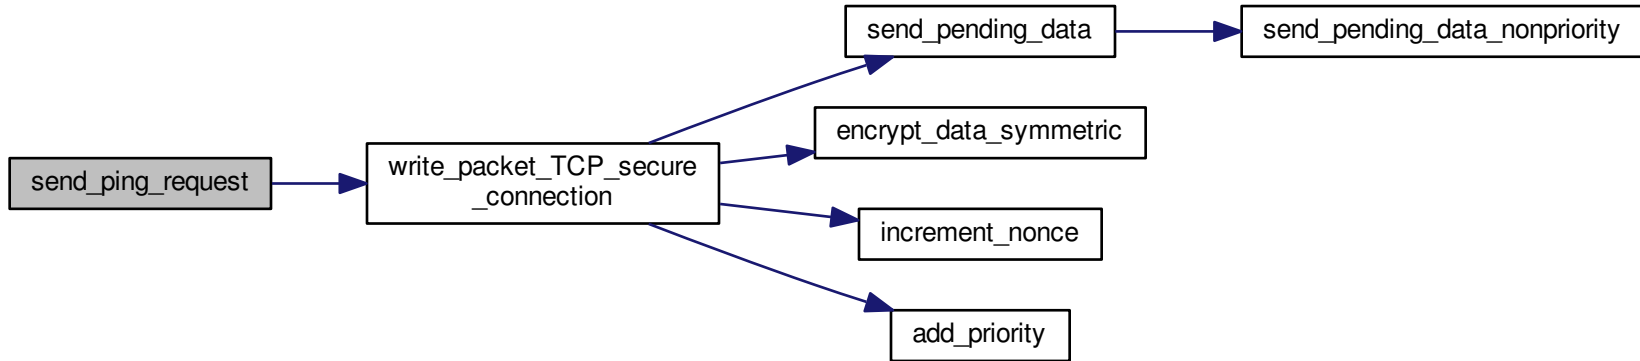 send_ping_request
write_packet_TCP_secure
_connection
send_pending_data
send_pending_data_nonpriority
encrypt_data_symmetric
increment_nonce
add_priority